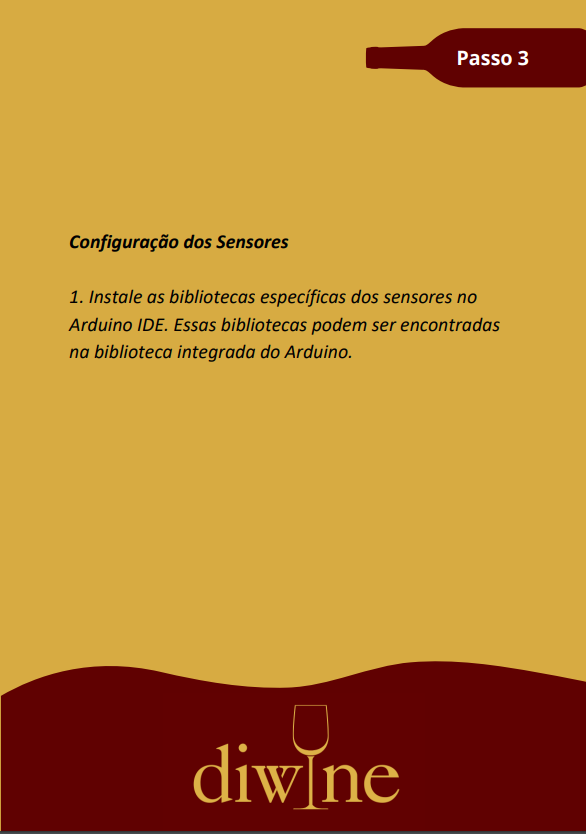 Passo 3
Configuração dos Sensores
1. Instale as bibliotecas específicas dos sensores no
Arduino IDE. Essas bibliotecas podem ser encontradas
na biblioteca integrada do Arduino.
diwine